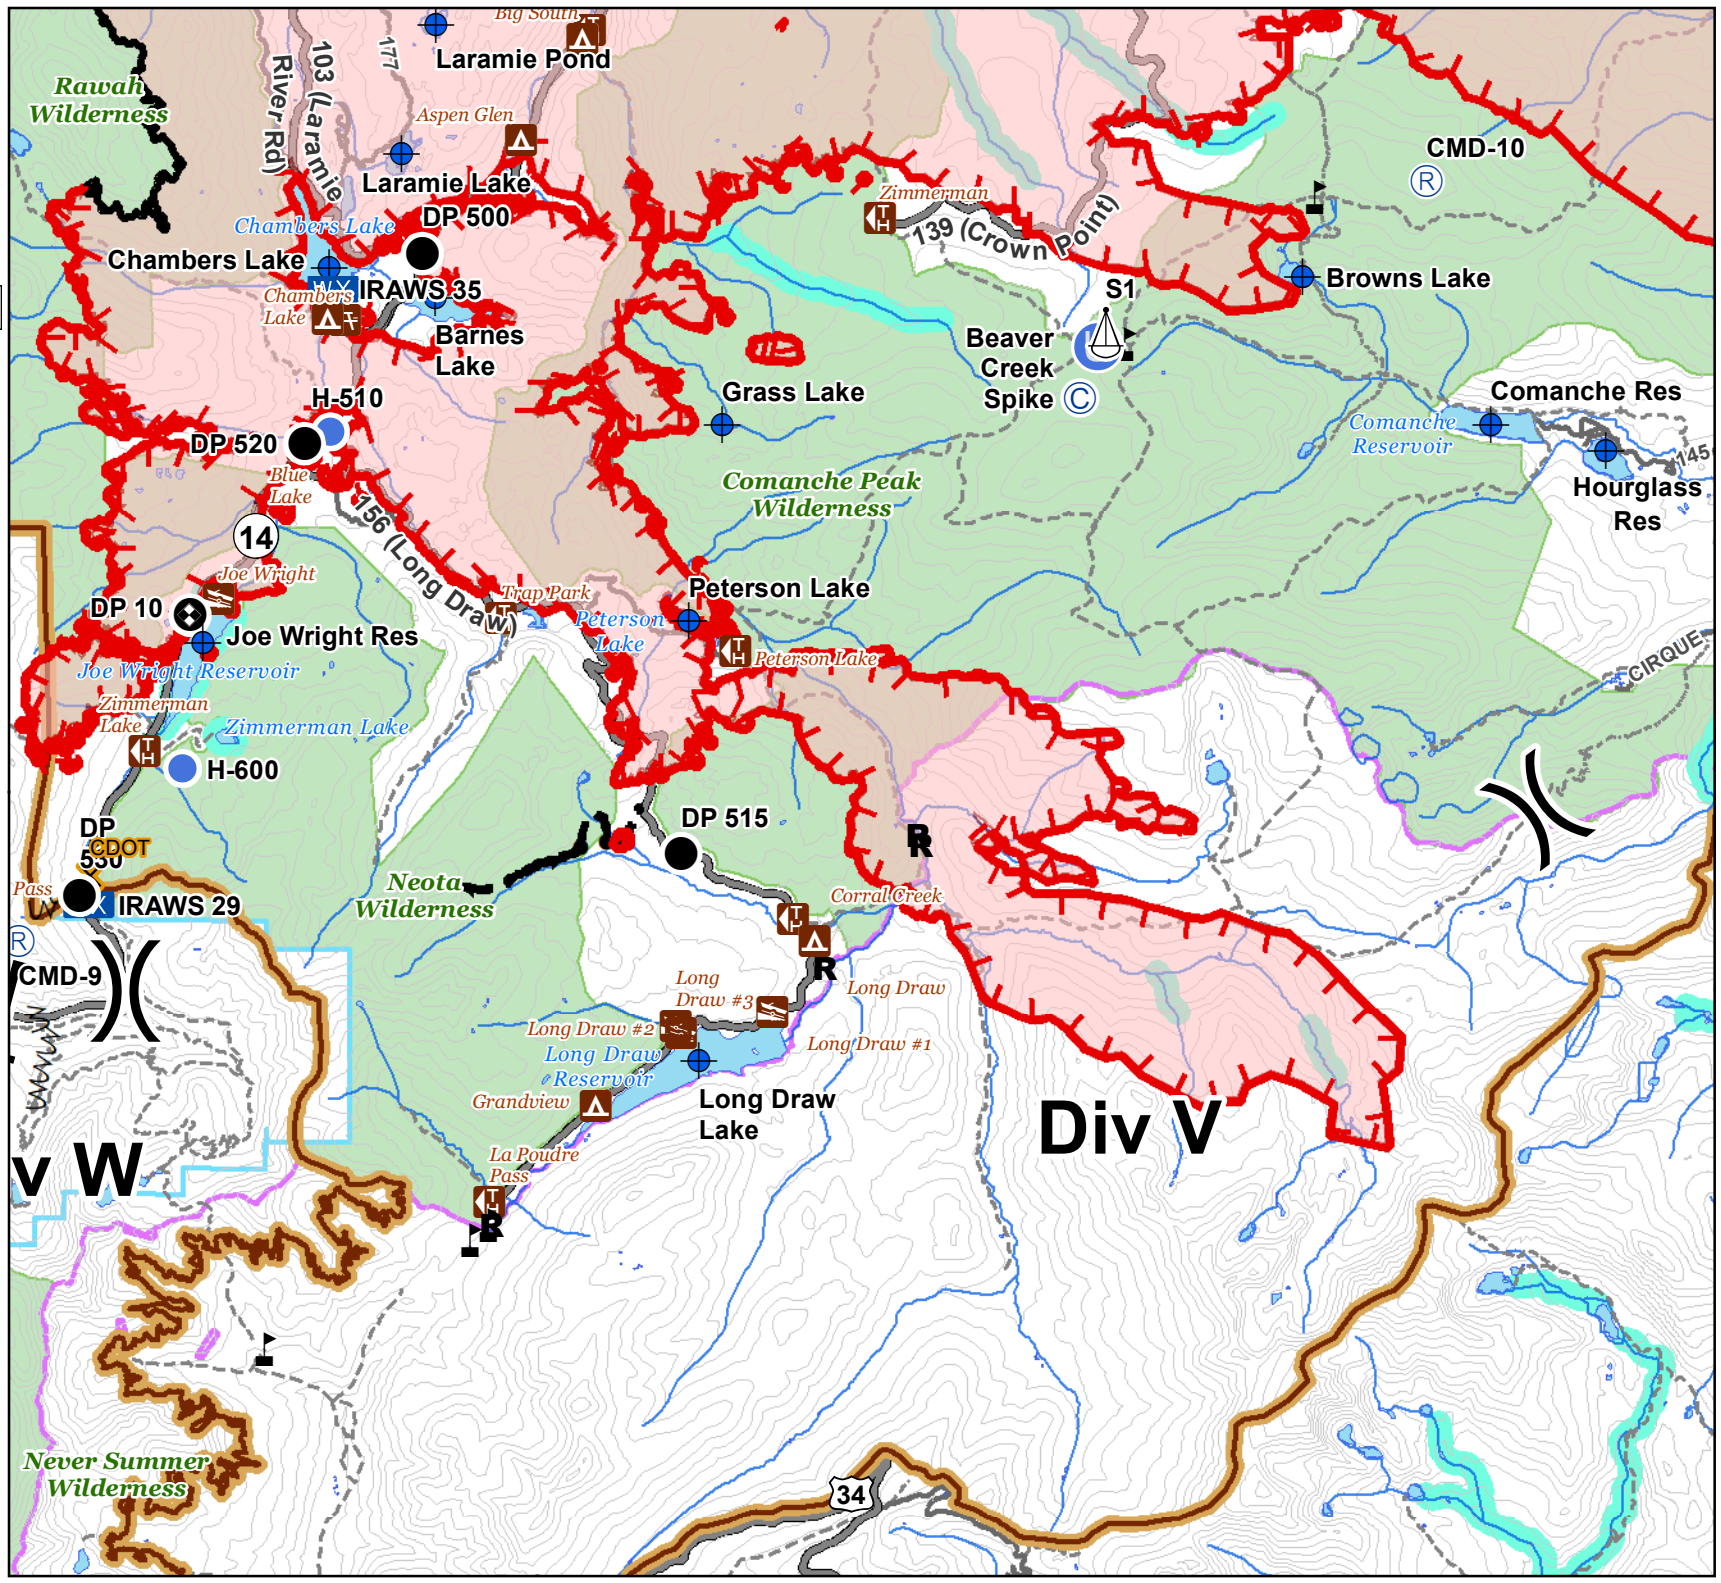 Big South
Laramie Pond
177
103 (Laramie
River Rd)
Rawah
Wilderness
Aspen Glen
Laramie Lake
DP 500
Chambers Lake
Chambers Lake
WX
IRAWS 35
Chambers
Lake
Barnes
Lake
CMD-10
R
Zimmerman
TH
139 (Crown Point)
Browns Lake
S1
Beaver
Creek
Spike
C
Grass Lake
Comanche Res
Comanche
Reservoir
145
Hourglass
Res
H-510
DP 520
Blue
Lake
Comanche Peak
Wilderness
156 (Long Draw)
14
Joe Wright
DP 10
Joe Wright Res
Joe Wright Reservoir
Trap Park
Peterson Lake
Peterson
Lake
TH
Peterson Lake
CIRQUE
Zimmerman
Lake
TH
Zimmerman Lake
H-600
DP 515
DP
530
CDOT
R
R
Pass
IRAWS 29
Neota
Wilderness
Corral Creek
TH
R
R
CMD-9
Long
Draw #3
Long Draw
Long Draw #2
Long Draw #1
Long Draw
Reservoir
Grandview
Long Draw
Lake
Div V
v W
La Poudre
Pass
TH
R
Never Summer
Wilderness
34